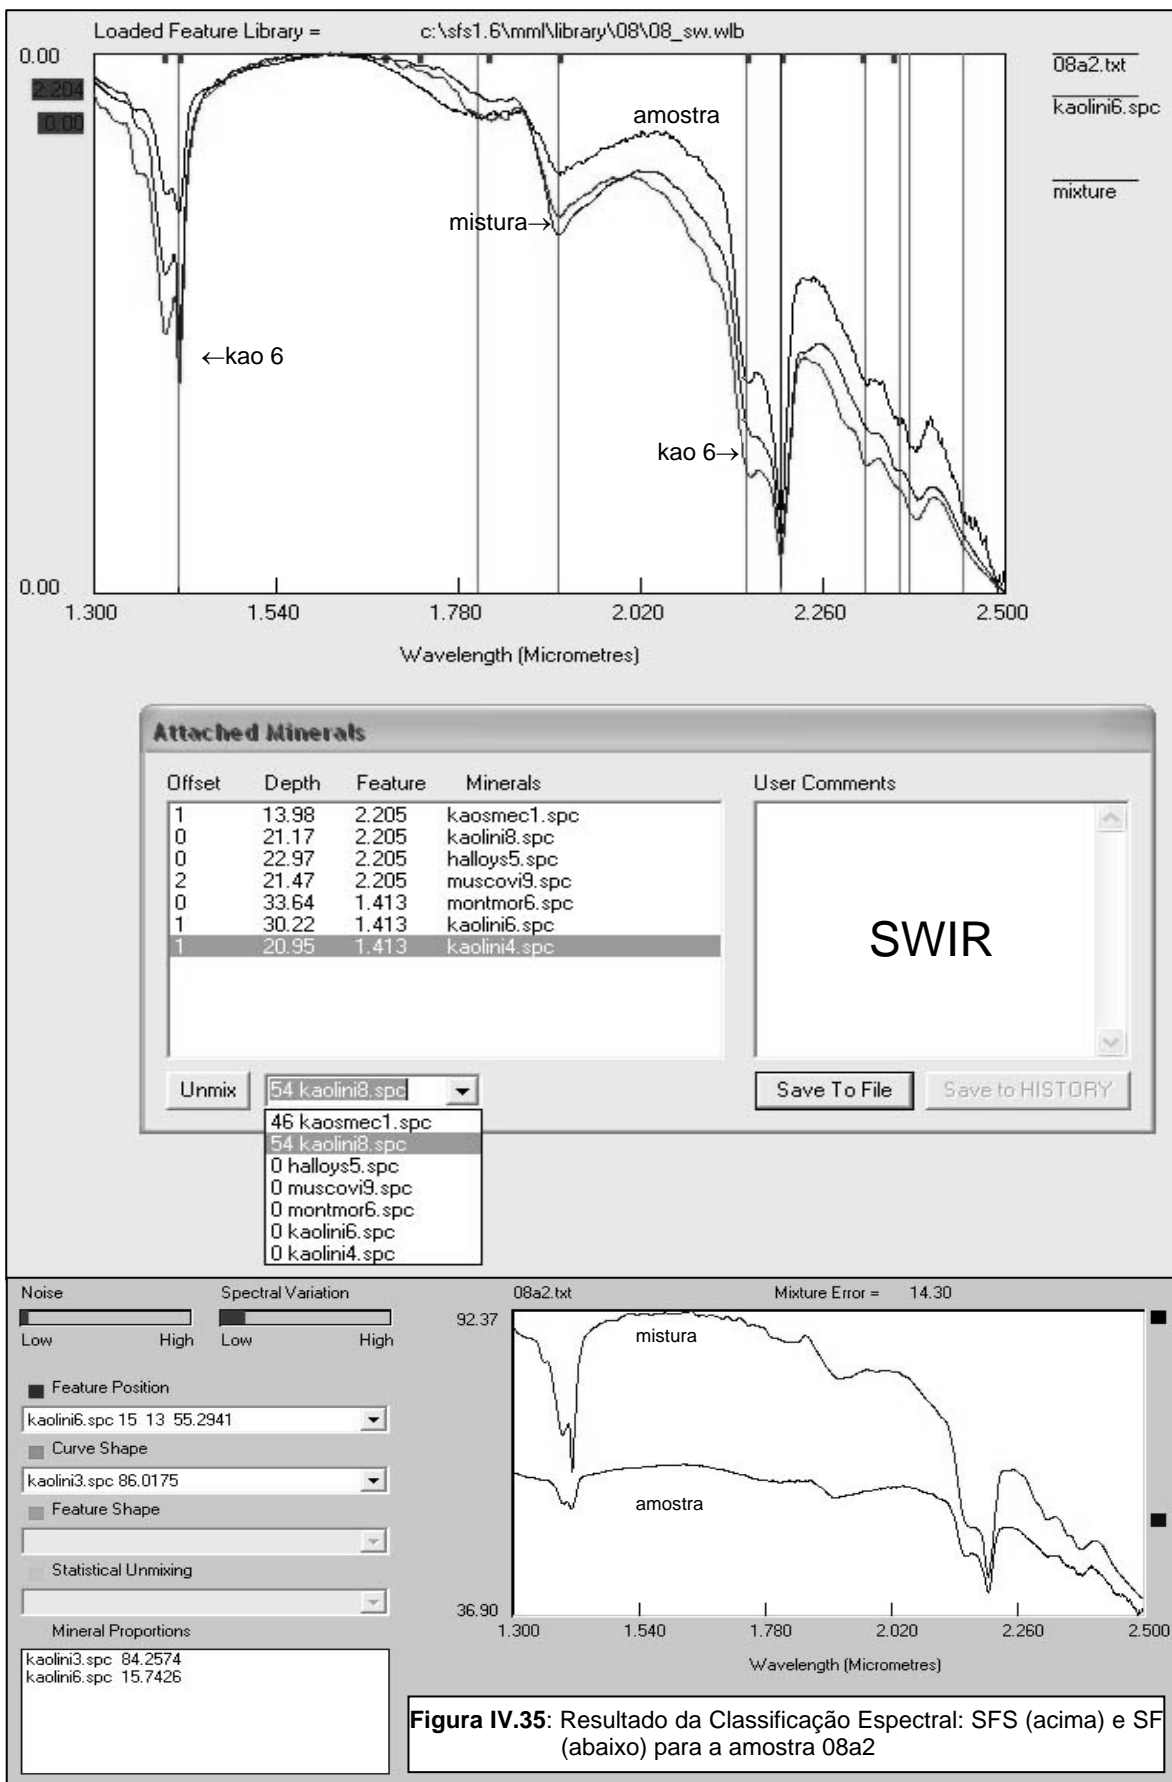 Loaded Feature Library = c:\sfs1.6\mml\library\08\08_sw.wlb
0.00
2.204
0.00
08a2.txt
kaolini6.spc
mixture
amostra
mistura→
←kao 6
kao 6→
0.00
1.300 1.540 1.780 2.020 2.260 2.500
Wavelength (Micrometres)
Attached Minerals
Offset Depth Feature Minerals User Comments
1 13.98 2.205 kaosmec1.spc
0 21.17 2.205 kaolini8.spc
0 22.97 2.205 halloys5.spc
2 21.47 2.205 muscovi9.spc
0 33.64 1.413 montmor6.spc
1 30.22 1.413 kaolini6.spc
1 20.95 1.413 kaolini4.spc
SWIR
Unmix 54 kaolini8.spc Save To File Save to HISTORY
46 kaosmec1.spc
54 kaolini8.spc
0 halloys5.spc
0 muscovi9.spc
0 montmor6.spc
0 kaolini6.spc
0 kaolini4.spc
Noise Spectral Variation
Low High Low High
Feature Position
kaolini6.spc 15 13 55.2941
Curve Shape
kaolini3.spc 86.0175
Feature Shape
Statistical Unmixing
Mineral Proportions
kaolini3.spc 84.2574
kaolini6.spc 15.7426
08a2.txt Mixture Error = 14.30
92.37
mistura
amostra
36.90
1.300 1.540 1.780 2.020 2.260 2.500
Wavelength (Micrometres)
Figura IV.35: Resultado da Classificação Espectral: SFS (acima) e SF
(abaixo) para a amostra 08a2